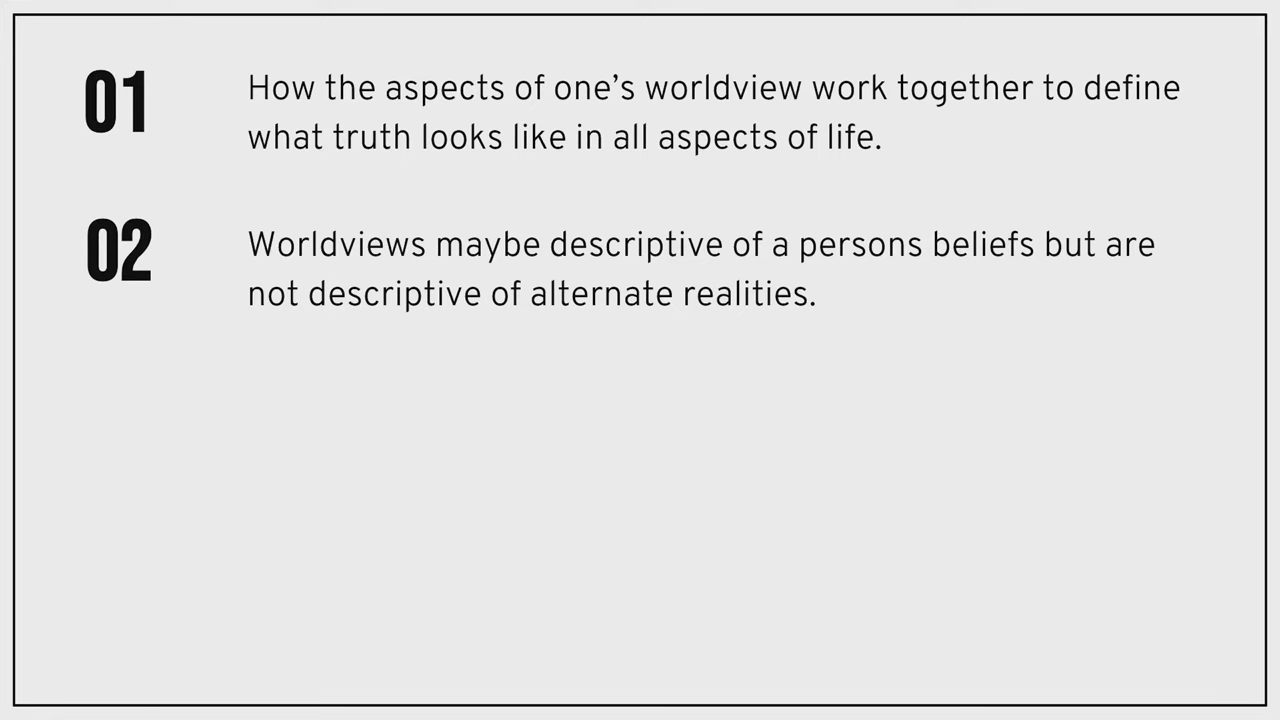 01
How the aspects of one’s worldview work together to define
what truth looks like in all aspects of life.
02
Worldviews maybe descriptive of a persons beliefs but are
not descriptive of alternate realities.